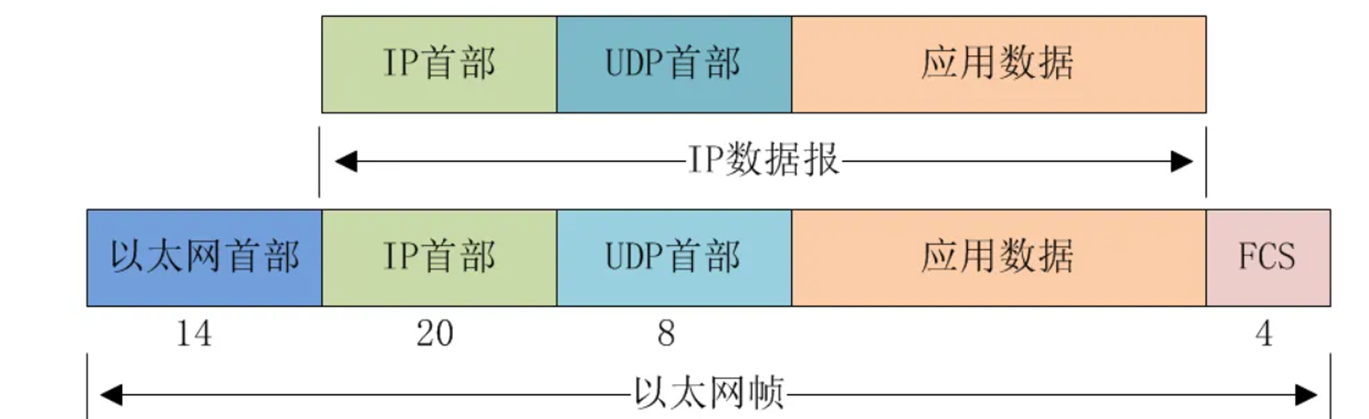 IP首部 UDP首部 应用数据
IP数据报
以太网首部 IP首部 UDP首部 应用数据 FCS
14 20 8 4
以太网帧